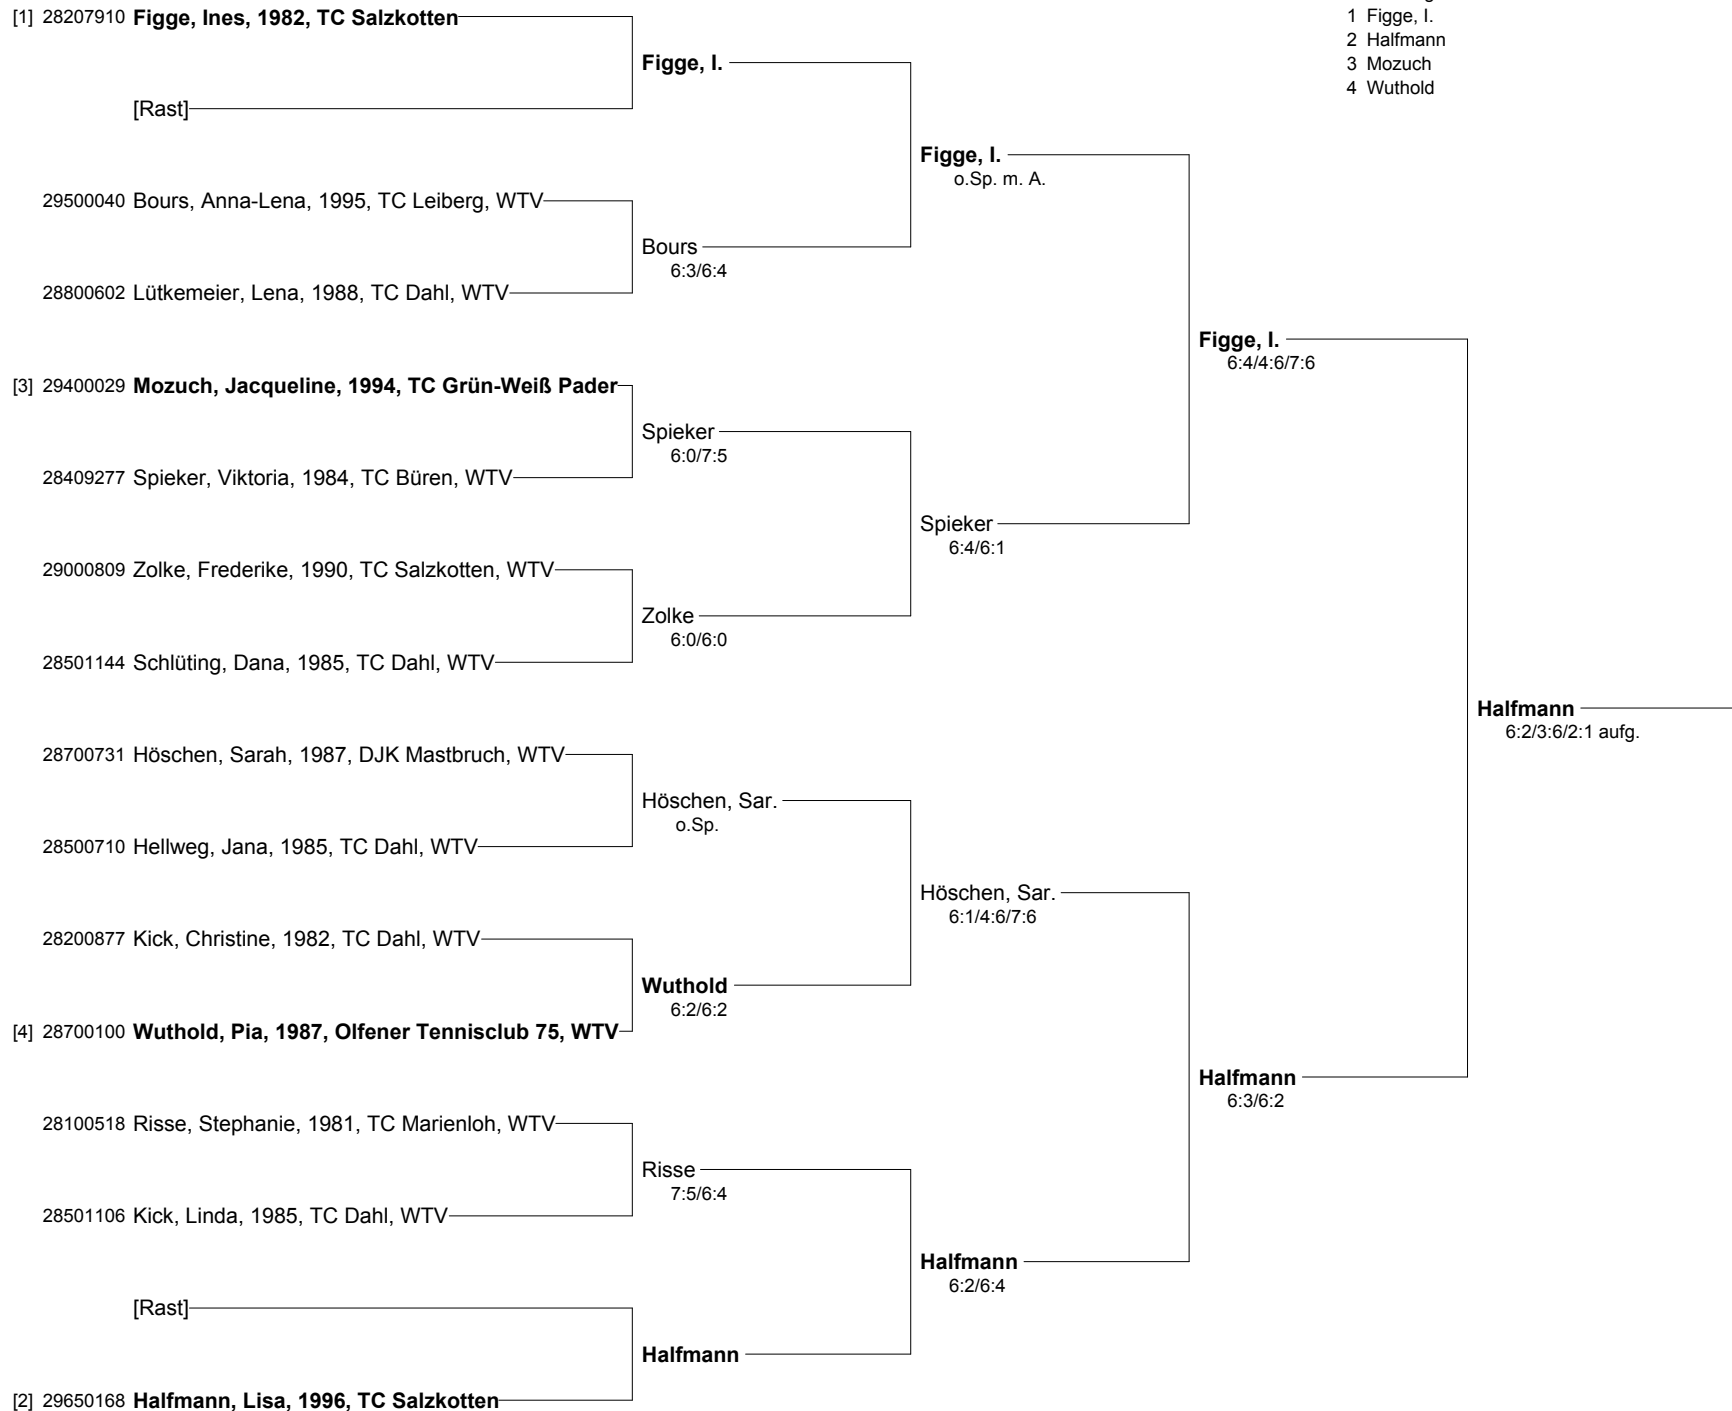 [1] 28207910 Figge, Ines, 1982, TC Salzkotten
1 Figge, I.
2 Halfmann
3 Mozuch
4 Wuthold
Figge, I.
[Rast]
Figge, I.
o.Sp. m. A.
29500040 Bours, Anna-Lena, 1995, TC Leiberg, WTV
Bours
6:3/6:4
28800602 Lütkemeier, Lena, 1988, TC Dahl, WTV
Figge, I.
6:4/4:6/7:6
[3] 29400029 Mozuch, Jacqueline, 1994, TC Grün-Weiß Pader
Spieker
6:0/7:5
28409277 Spieker, Viktoria, 1984, TC Büren, WTV
Spieker
6:4/6:1
29000809 Zolke, Frederike, 1990, TC Salzkotten, WTV
Zolke
6:0/6:0
28501144 Schlüting, Dana, 1985, TC Dahl, WTV
Halfmann
6:2/3:6/2:1 aufg.
28700731 Höschen, Sarah, 1987, DJK Mastbruch, WTV
Höschen, Sar.
o.Sp.
28500710 Hellweg, Jana, 1985, TC Dahl, WTV
Höschen, Sar.
6:1/4:6/7:6
28200877 Kick, Christine, 1982, TC Dahl, WTV
Wuthold
6:2/6:2
[4] 28700100 Wuthold, Pia, 1987, Olfener Tennisclub 75, WTV
Halfmann
6:3/6:2
28100518 Risse, Stephanie, 1981, TC Marienloh, WTV
Risse
7:5/6:4
28501106 Kick, Linda, 1985, TC Dahl, WTV
Halfmann
6:2/6:4
[Rast]
Halfmann
[2] 29650168 Halfmann, Lisa, 1996, TC Salzkotten